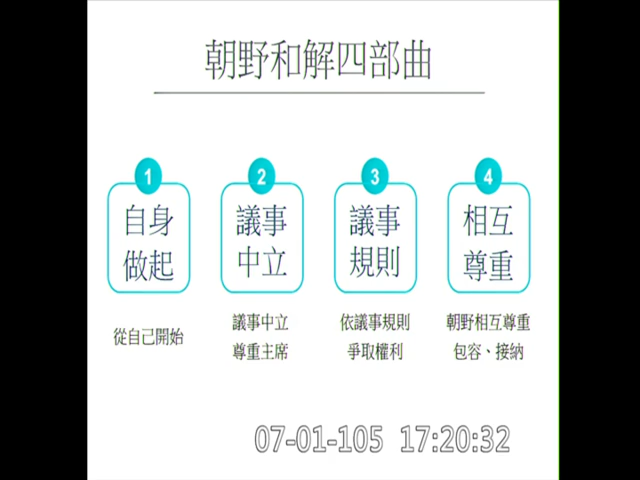 朝野和解四部曲
1
自身
做起
從自己開始
2
議事
中立
議事中立
尊重主席
3
議事
規則
依議事規則
爭取權利
4
相互
尊重
朝野相互尊重
包容、接納
07-01-105 17:20:32